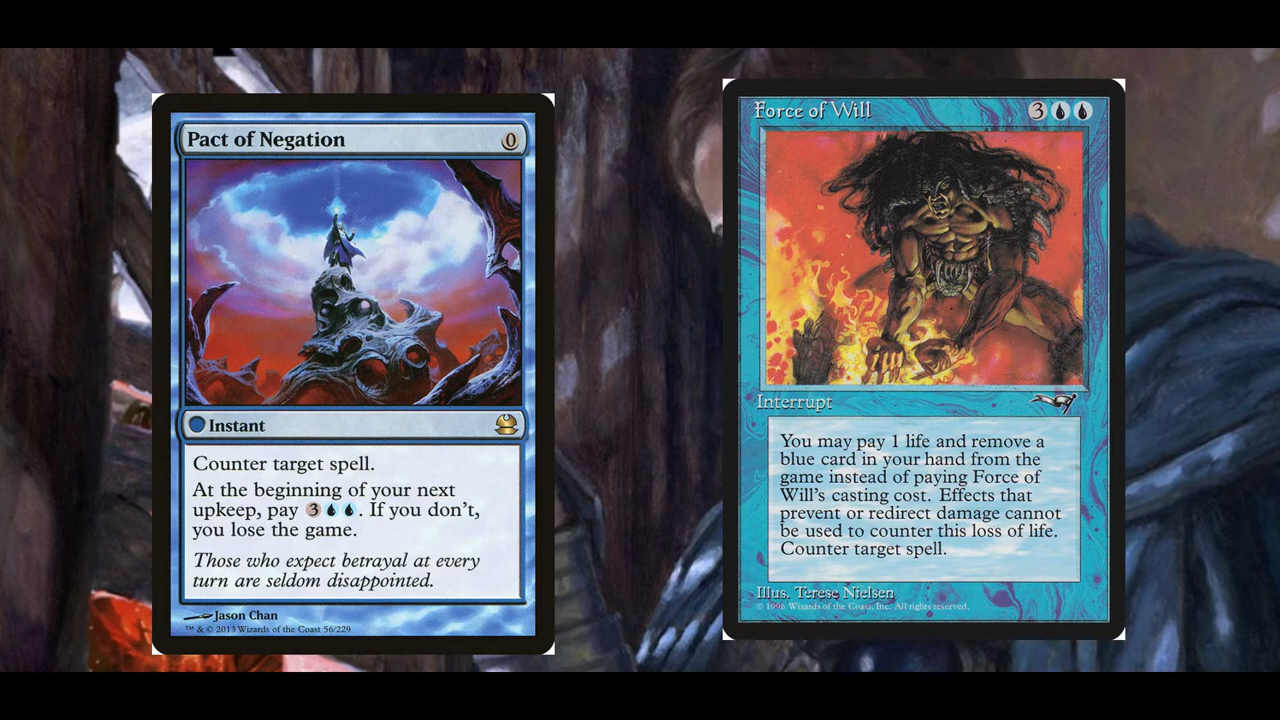 Pact of Negation
0
Instant
Counter target spell.
At the beginning of your next
upkeep, pay 3. If you don't,
you lose the game.
Those who expect betrayal at every
turn are seldom disappointed.
Jason Chan
™ & © 2013 Wizards of the Coast 56/229
Force of Will
3
Interrupt
You may pay 1 life and remove a
blue card in your hand from the
game instead of paying Force of
Will's casting cost. Effects that
prevent or redirect damage cannot
be used to counter this loss of life.
Counter target spell.
Illus. Terese Nielsen
© 1996 Wizards of the Coast, Inc. All rights reserved.